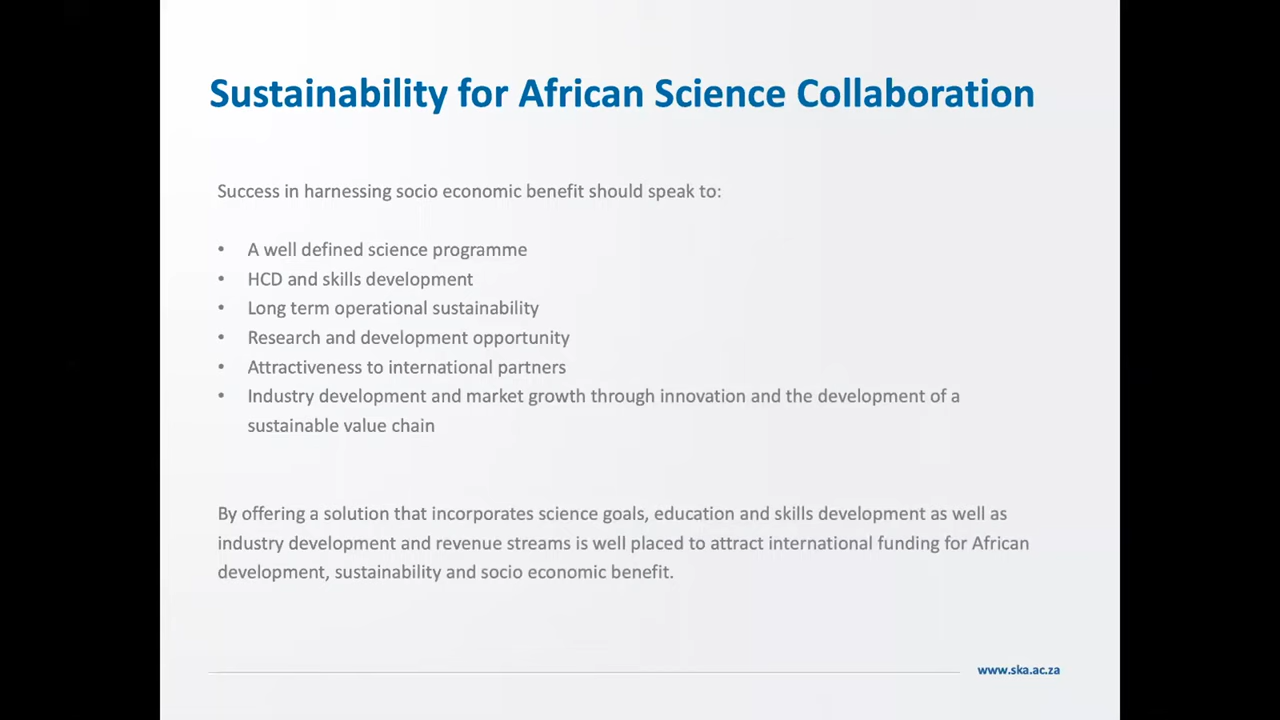 Sustainability for African Science Collaboration
Success in harnessing socio economic benefit should speak to:
• A well defined science programme
• HCD and skills development
• Long term operational sustainability
• Research and development opportunity
• Attractiveness to international partners
• Industry development and market growth through innovation and the development of a
sustainable value chain
By offering a solution that incorporates science goals, education and skills development as well as
industry development and revenue streams is well placed to attract international funding for African
development, sustainability and socio economic benefit.
www.ska.ac.za